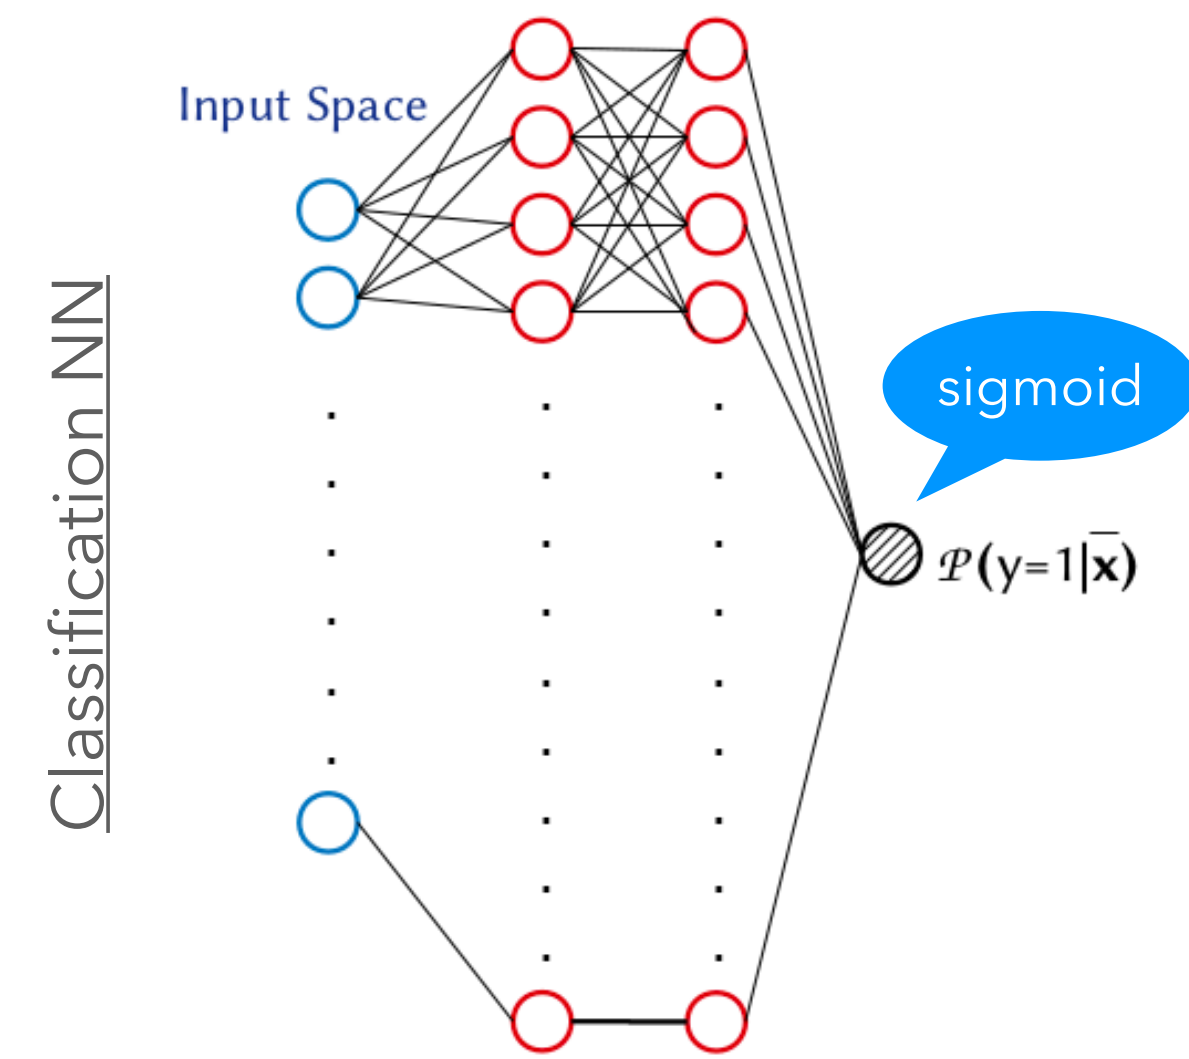 Classification NN
Input Space
sigmoid
𝒫(y=1|x̅)